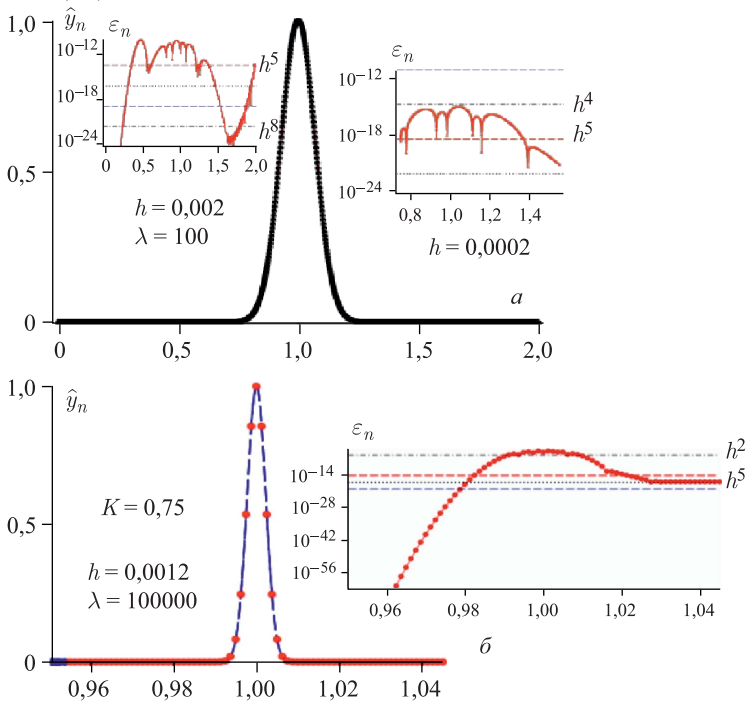 1,0 ŷₙ εₙ
10⁻¹² h⁵
10⁻¹⁸
10⁻²⁴ h⁸
0 0,5 1,0 1,5 2,0
εₙ
10⁻¹² h⁴
10⁻¹⁸ h⁵
10⁻²⁴
0,8 1,0 1,2 1,4
0,5
h = 0,002
λ = 100
h = 0,0002
а
0
0 0,5 1,0 1,5 2,0
1,0 ŷₙ
εₙ
h²
10⁻¹⁴ h⁵
10⁻²⁸
10⁻⁴²
10⁻⁵⁶
0,96 0,98 1,00 1,02 1,04
K = 0,75
0,5
h = 0,0012
λ = 100000
б
0
0,96 0,98 1,00 1,02 1,04